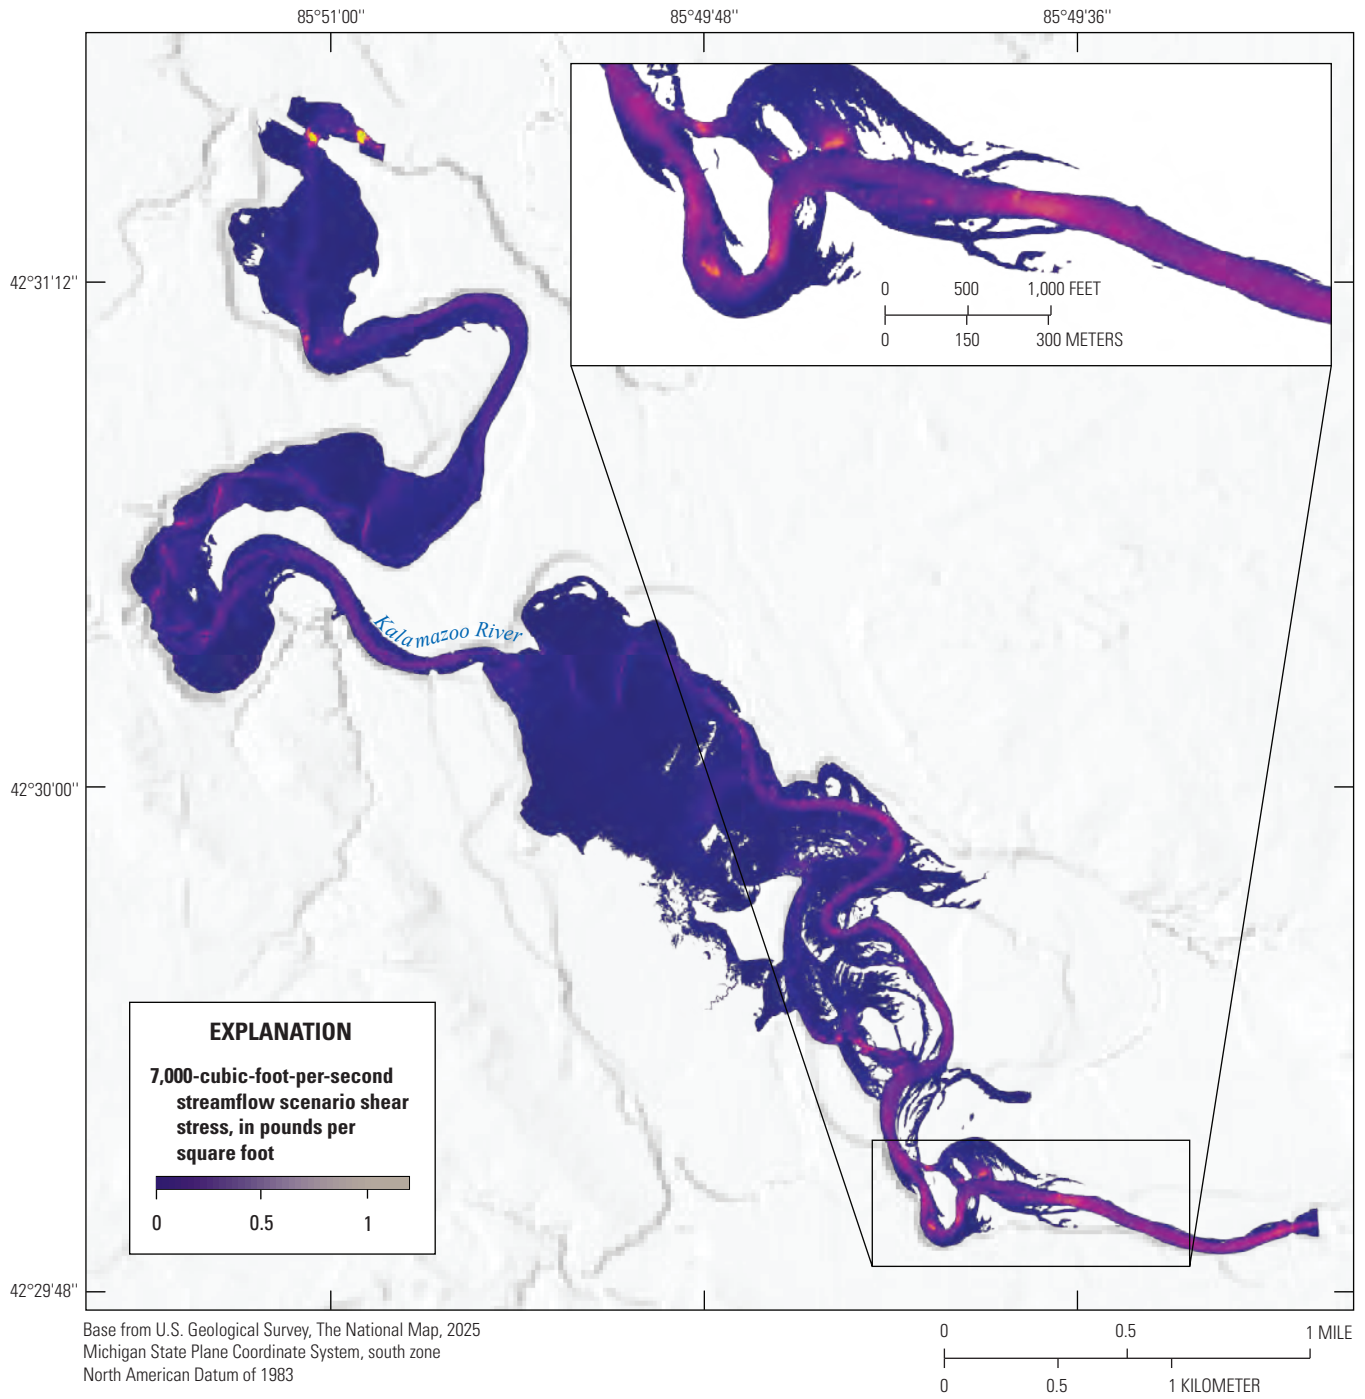 85°51'00" 85°49'48" 85°49'36"
0 500 1,000 FEET
0 150 300 METERS
42°31'12"
Kalamazoo River
42°30'00"
EXPLANATION
7,000-cubic-foot-per-second
streamflow scenario shear
stress, in pounds per
square foot
0 0.5 1
42°29'48"
Base from U.S. Geological Survey, The National Map, 2025
Michigan State Plane Coordinate System, south zone
North American Datum of 1983
0 0.5 1 MILE
0 0.5 1 KILOMETER